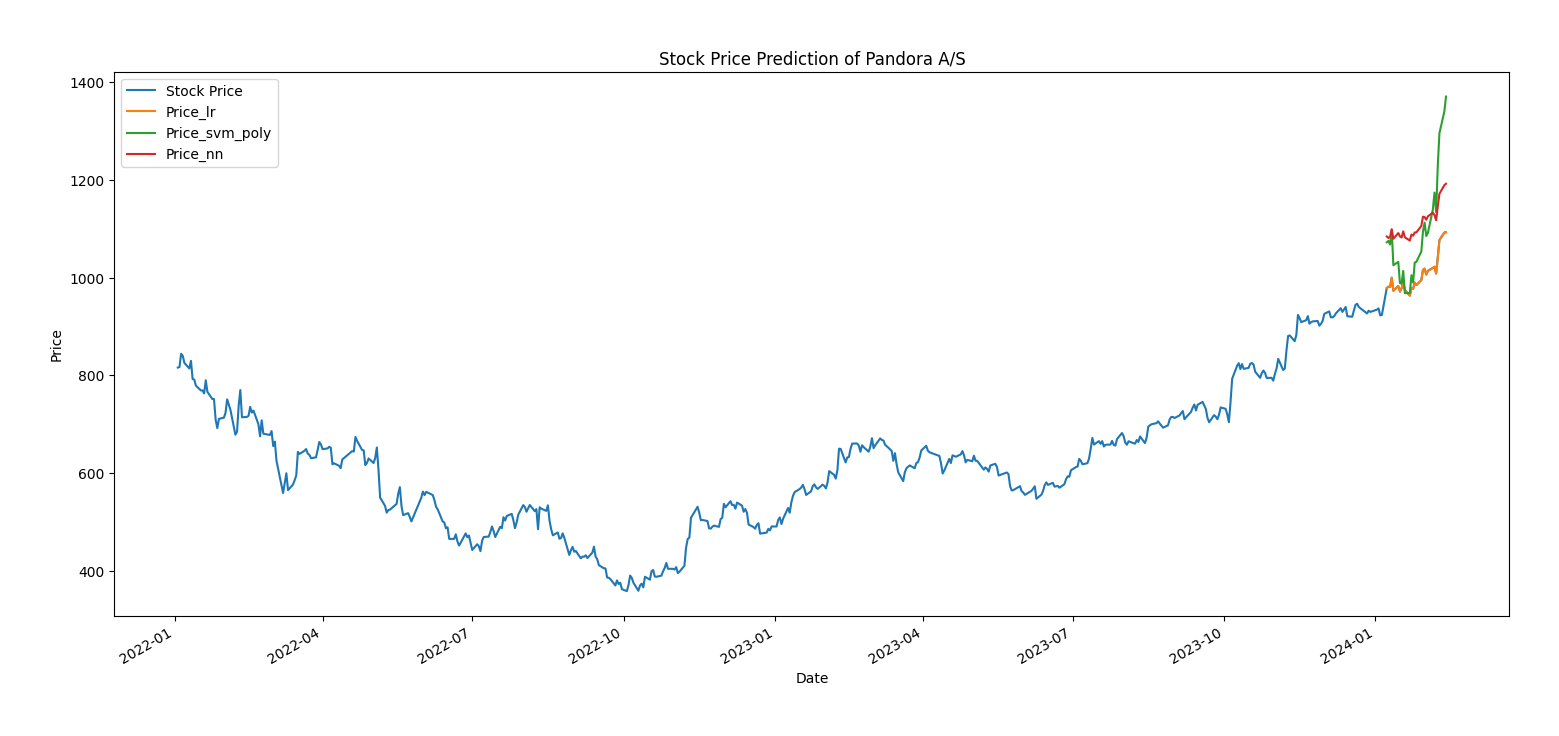 Stock Price Prediction of Pandora A/S
Stock Price
Price_lr
Price_svm_poly
Price_nn
1400
1200
1000
800
600
400
Price
2022-01
2022-04
2022-07
2022-10
2023-01
2023-04
2023-07
2023-10
2024-01
Date